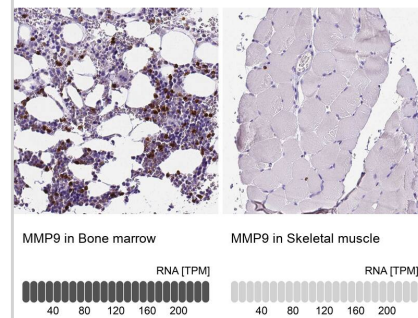 MMP9 in Bone marrow
RNA [TPM]
40 80 120 160 200
MMP9 in Skeletal muscle
RNA [TPM]
40 80 120 160 200